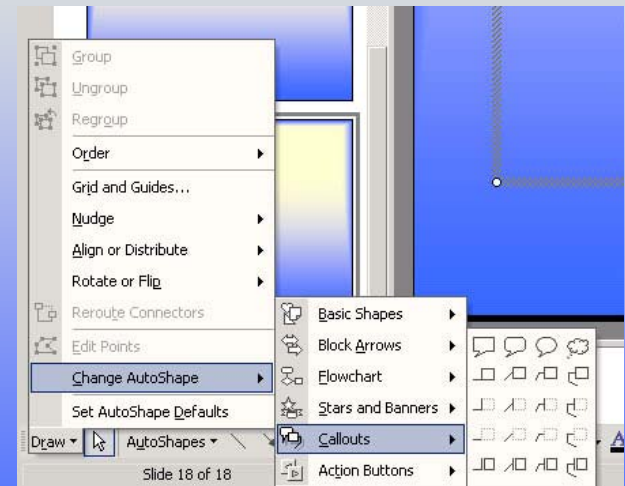 Group
Ungroup
Regroup
Order
Grid and Guides...
Nudge
Align or Distribute
Rotate or Flip
Reroute Connectors
Edit Points
Change AutoShape
Set AutoShape Defaults
Basic Shapes
Block Arrows
Flowchart
Stars and Banners
Callouts
Action Buttons
Draw
AutoShapes
A
Slide 18 of 18